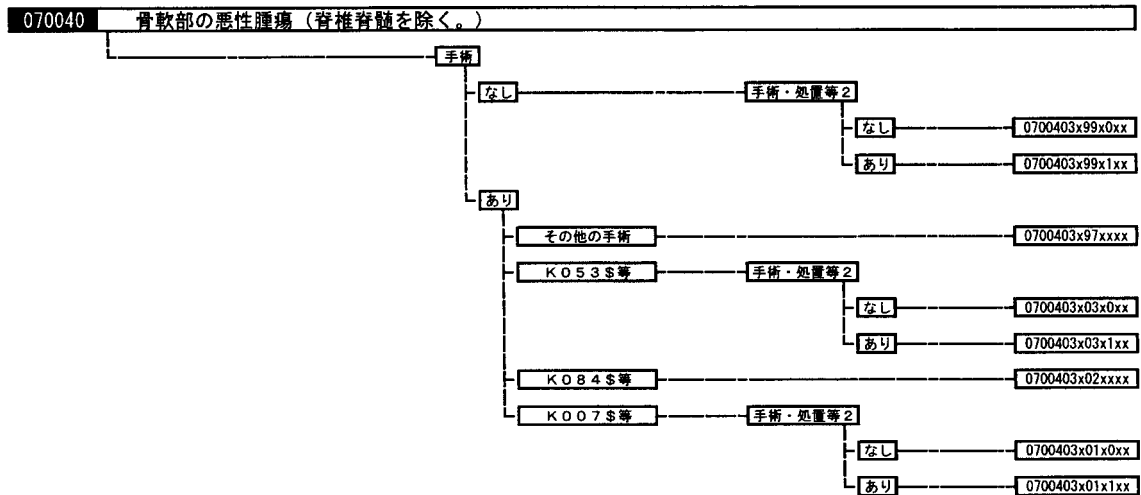 070040 骨軟部の悪性腫瘍(脊椎脊髄を除く。)
手術
なし 手術・処置等2
なし 0700403x99x0xx
あり 0700403x99x1xx
あり
その他の手術 0700403x97xxxx
K053$等 手術・処置等2
なし 0700403x03x0xx
あり 0700403x03x1xx
K084$等 0700403x02xxxx
K007$等 手術・処置等2
なし 0700403x01x0xx
あり 0700403x01x1xx